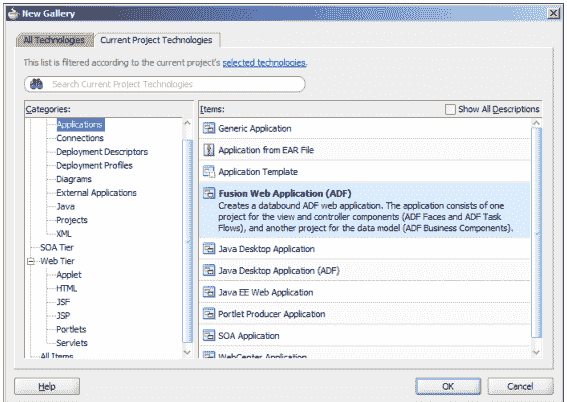 New Gallery
All Technologies
Current Project Technologies
This list is filtered according to the current project's selected technologies.
Search Current Project Technologies
Categories:
Applications
Connections
Deployment Descriptors
Deployment Profiles
Diagrams
External Applications
Java
Projects
XML
SOA Tier
Web Tier
Applet
HTML
JSF
JSP
Portlets
Servlets
All Items
Items:
Show All Descriptions
Generic Application
Application from EAR File
Application Template
Fusion Web Application (ADF)
Creates a databound ADF web application. The application consists of one
project for the view and controller components (ADF Faces and ADF Task
Flows), and another project for the data model (ADF Business Components).
Java Desktop Application
Java Desktop Application (ADF)
Java EE Web Application
Portlet Producer Application
SOA Application
WebCenter Application
Help
OK
Cancel